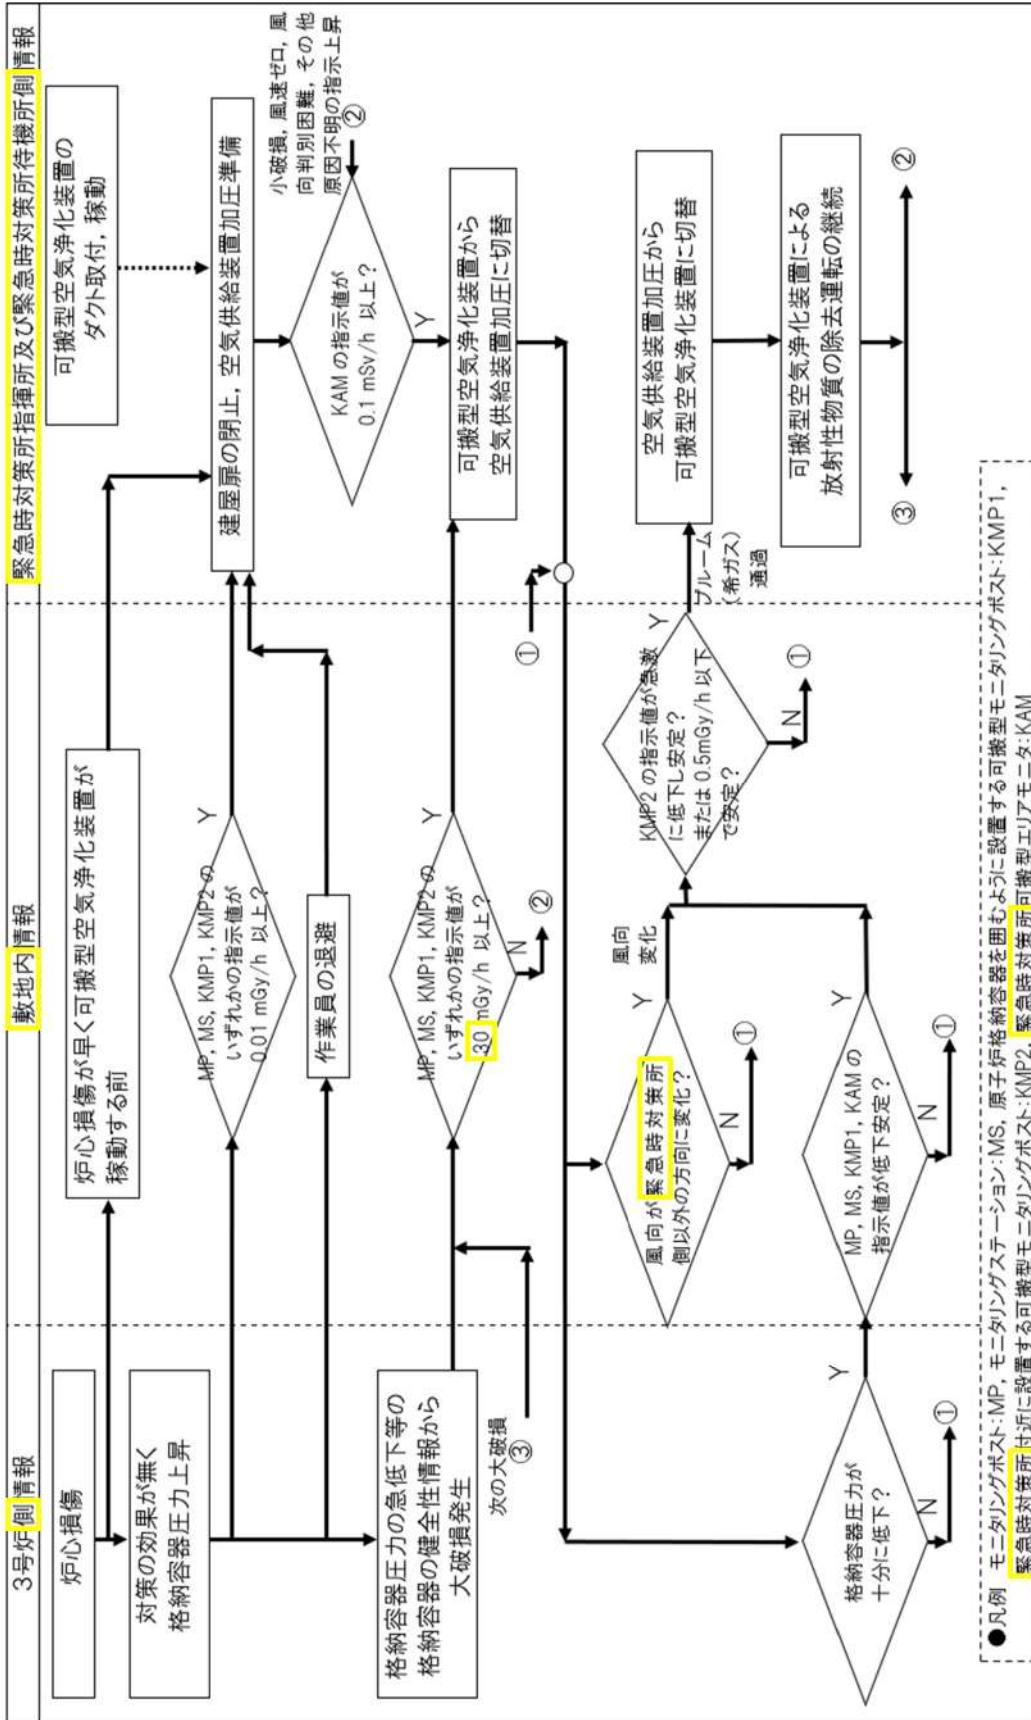 3号炉側情報
敷地内情報
緊急時対策所指揮所及び緊急時対策所待機所側情報
炉心損傷
炉心損傷が早く可搬型空気浄化装置が
稼動する前
可搬型空気浄化装置の
ダクト取付，稼動
対策の効果が無く
格納容器圧力上昇
MP, MS, KMP1, KMP2の
いずれかの指示値が
0.01 mGy/h 以上?
Y
建屋扉の閉止，空気供給装置加圧準備
作業員の退避
小破損，風速ゼロ，風
向判別困難，その他
原因不明の指示上昇
②
KAMの指示値が
0.1 mSv/h 以上?
Y
格納容器圧力の急低下等の
格納容器の健全性情報から
大破損発生
MP, MS, KMP1, KMP2の
いずれかの指示値が
30 mGy/h 以上?
Y
N
②
可搬型空気浄化装置から
空気供給装置加圧に切替
次の大破損
③
①
風向が緊急時対策所
側以外の方向に変化?
Y
風向
変化
N
①
KMP2の指示値が急激
に低下し安定?
または0.5mGy/h以下
で安定?
Y
N
①
プルーム
(希ガス)
通過
空気供給装置加圧から
可搬型空気浄化装置に切替
格納容器圧力が
十分に低下?
Y
N
①
MP, MS, KMP1, KAMの
指示値が低下安定?
Y
N
①
可搬型空気浄化装置による
放射性物質の除去運転の継続
③
②
●凡例 モニタリングポスト:MP，モニタリングステーション:MS，原子炉格納容器を囲むように設置する可搬型モニタリングポスト:KMP1，
緊急時対策所付近に設置する可搬型モニタリングポスト:KMP2，緊急時対策所可搬型エリアモニタ:KAM